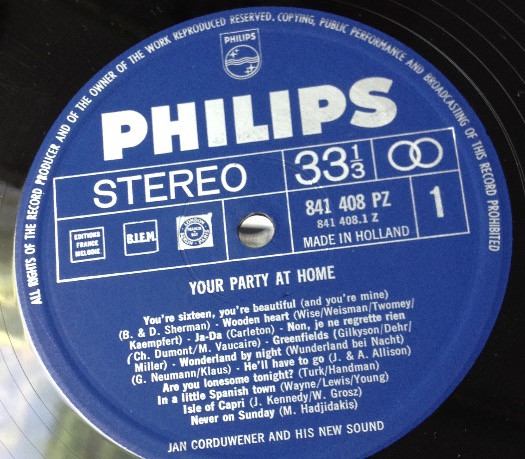 ALL RIGHTS OF THE RECORD PRODUCER AND OF THE OWNER OF THE WORK REPRODUCED RESERVED. COPYING, PUBLIC PERFORMANCE AND BROADCASTING OF THIS RECORD PROHIBITED
PHILIPS
PHILIPS
STEREO
33 1/3
EDITIONS
FRANCE
MELODIE
B.I.E.M.
841 408 PZ
841 408.1 Z
MADE IN HOLLAND
1
YOUR PARTY AT HOME
You're sixteen, you're beautiful (and you're mine)
(B. & D. Sherman) - Wooden heart (Wise/Weisman/Twomey/
Kaempfert) - Ja-Da (Carleton) - Non, je ne regrette rien
(Ch. Dumont/M. Vaucaire) - Greenfields (Gilkyson/Dehr/
Miller) - Wonderland by night (Wunderland bei Nacht)
(G. Neumann/Klaus) - He'll have to go (J. & A. Allison)
Are you lonesome tonight? (Turk/Handman)
In a little Spanish town (Wayne/Lewis/Young)
Isle of Capri (J. Kennedy/W. Grosz)
Never on Sunday (M. Hadjidakis)
JAN CORDUWENER AND HIS NEW SOUND